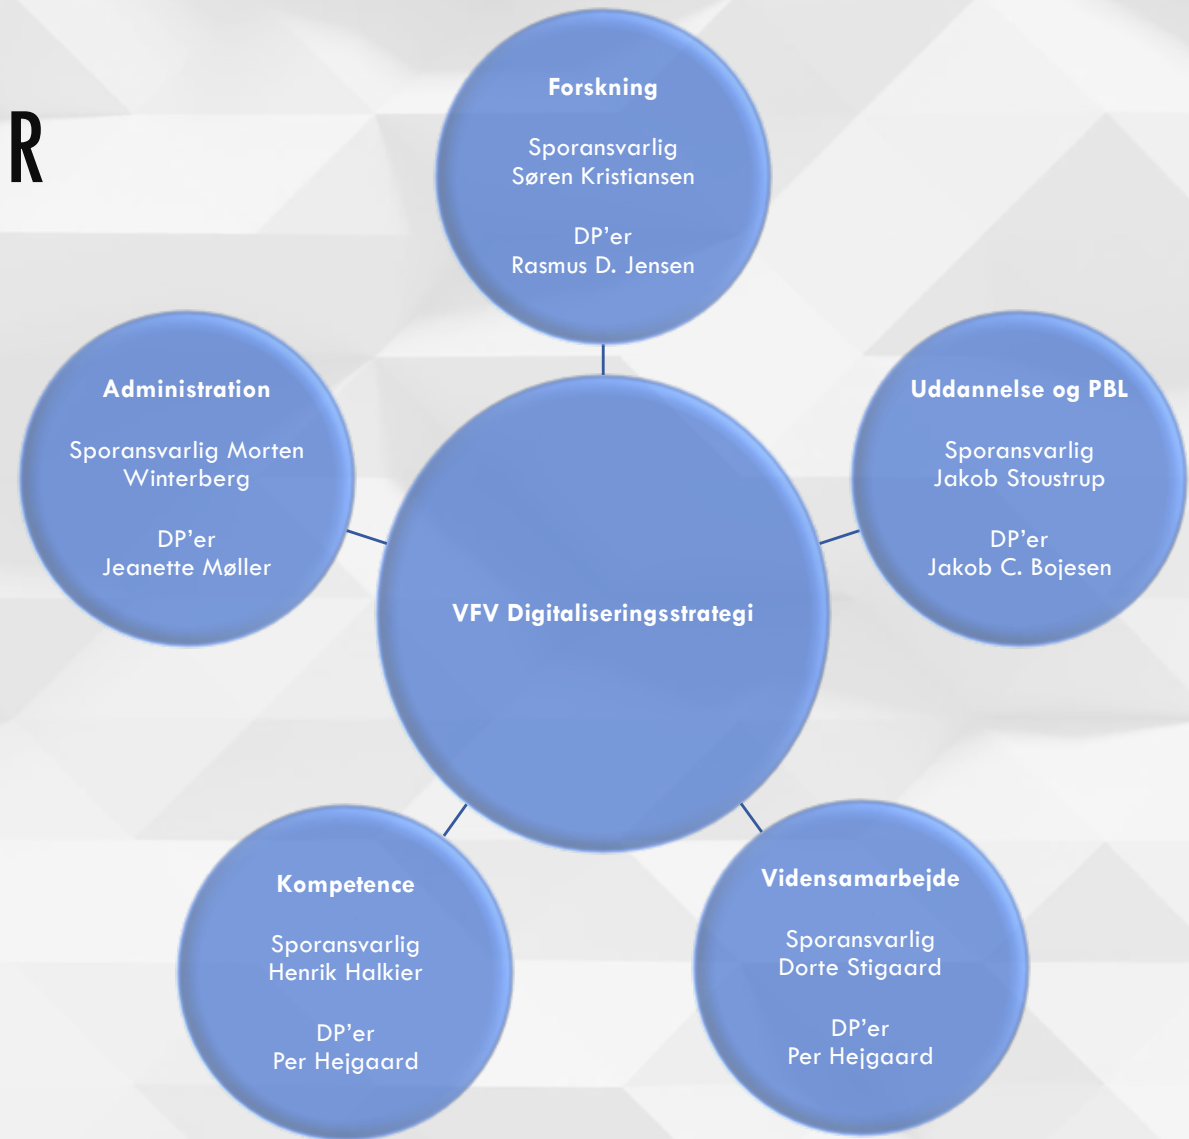 R
Forskning
Sporansvarlig
Søren Kristiansen
DP’er
Rasmus D. Jensen
Administration
Sporansvarlig Morten
Winterberg
DP’er
Jeanette Møller
Uddannelse og PBL
Sporansvarlig
Jakob Stoustrup
DP’er
Jakob C. Bojesen
VFV Digitaliseringsstrategi
Kompetence
Sporansvarlig
Henrik Halkier
DP’er
Per Hejgaard
Vidensamarbejde
Sporansvarlig
Dorte Stigaard
DP’er
Per Hejgaard